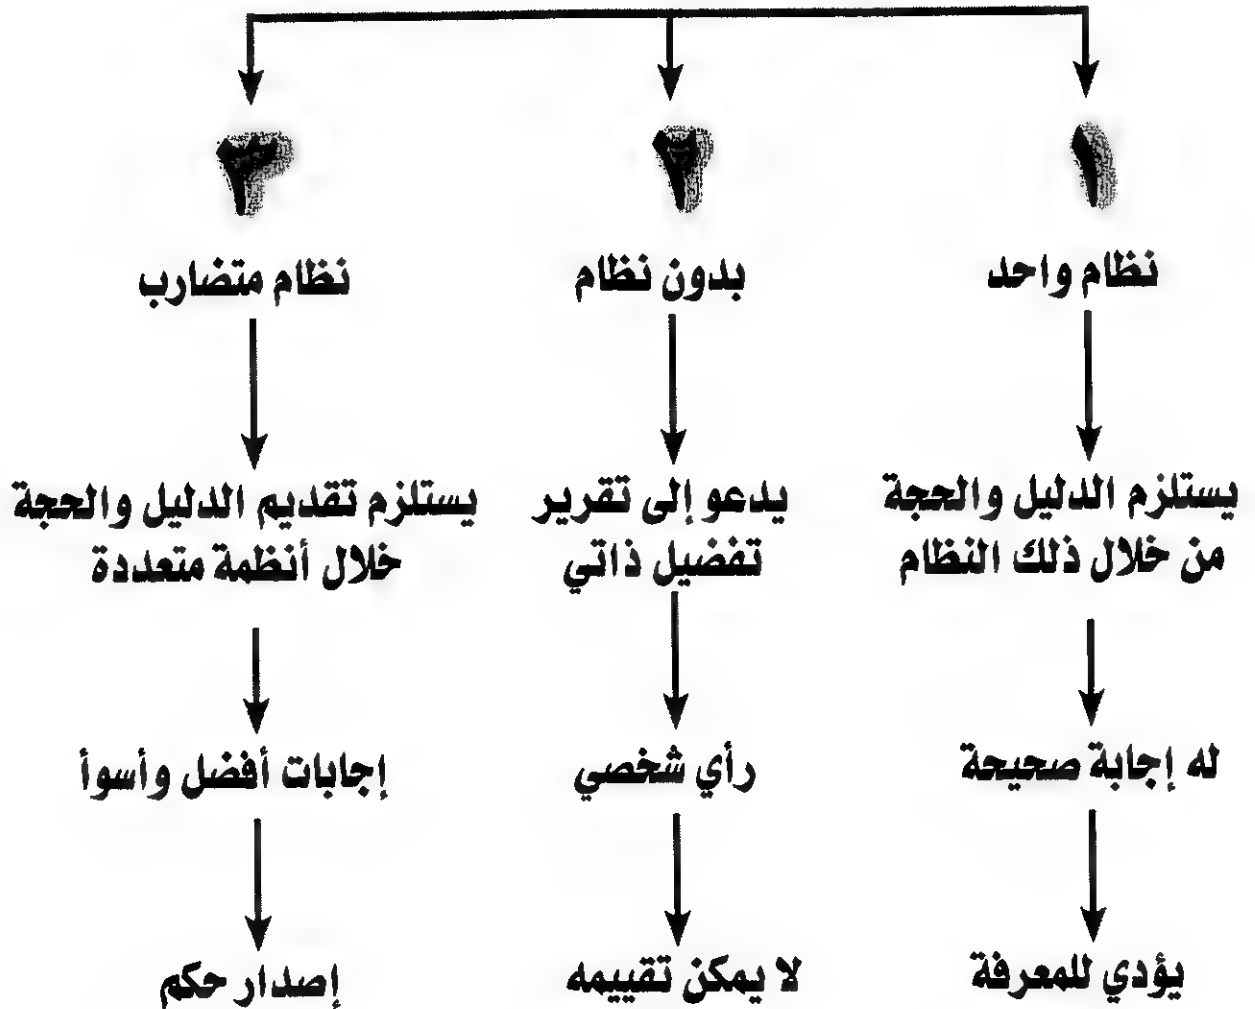 ١
نظام واحد
يستلزم الدليل والحجة
من خلال ذلك النظام
له إجابة صحيحة
يؤدي للمعرفة
٢
بدون نظام
يدعو إلى تقرير
تفضيل ذاتي
رأي شخصي
لا يمكن تقييمه
٣
نظام متضارب
يستلزم تقديم الدليل والحجة
خلال أنظمة متعددة
إجابات أفضل وأسوأ
إصدار حكم